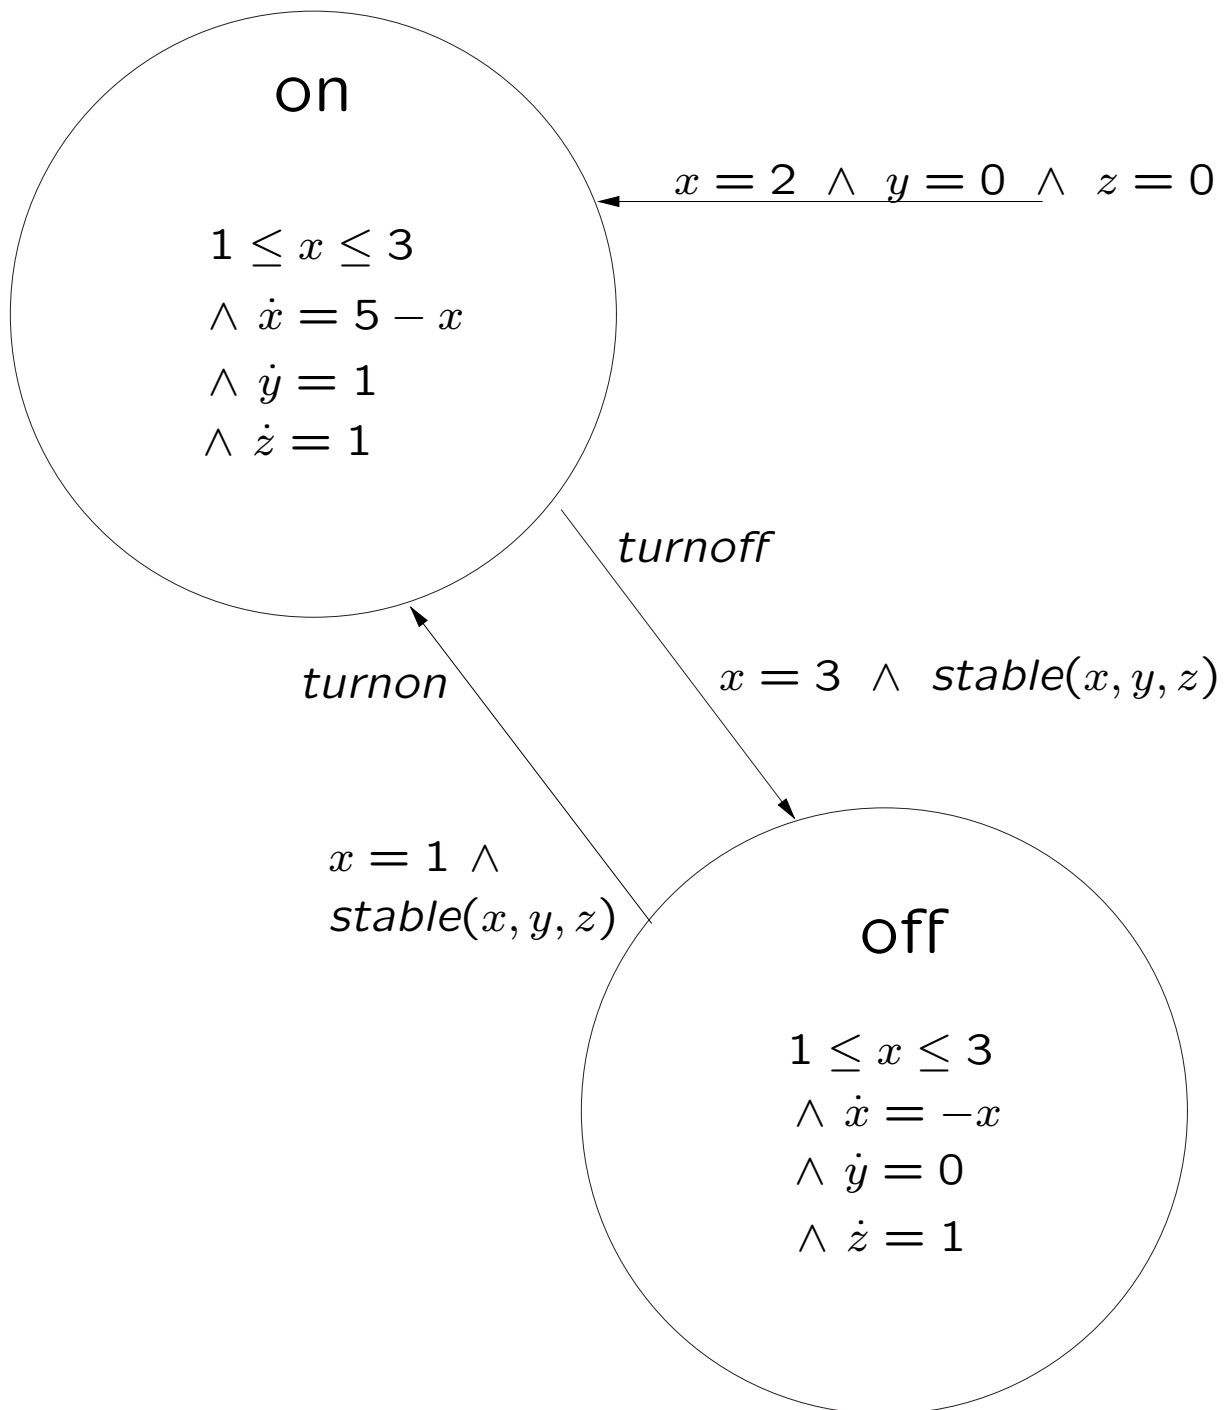 on
x = 2 ∧ y = 0 ∧ z = 0
1 ≤ x ≤ 3
∧ ẋ = 5 − x
∧ ẏ = 1
∧ ż = 1
turnoff
x = 3 ∧ stable(x, y, z)
turnon
x = 1 ∧
stable(x, y, z)
off
1 ≤ x ≤ 3
∧ ẋ = −x
∧ ẏ = 0
∧ ż = 1